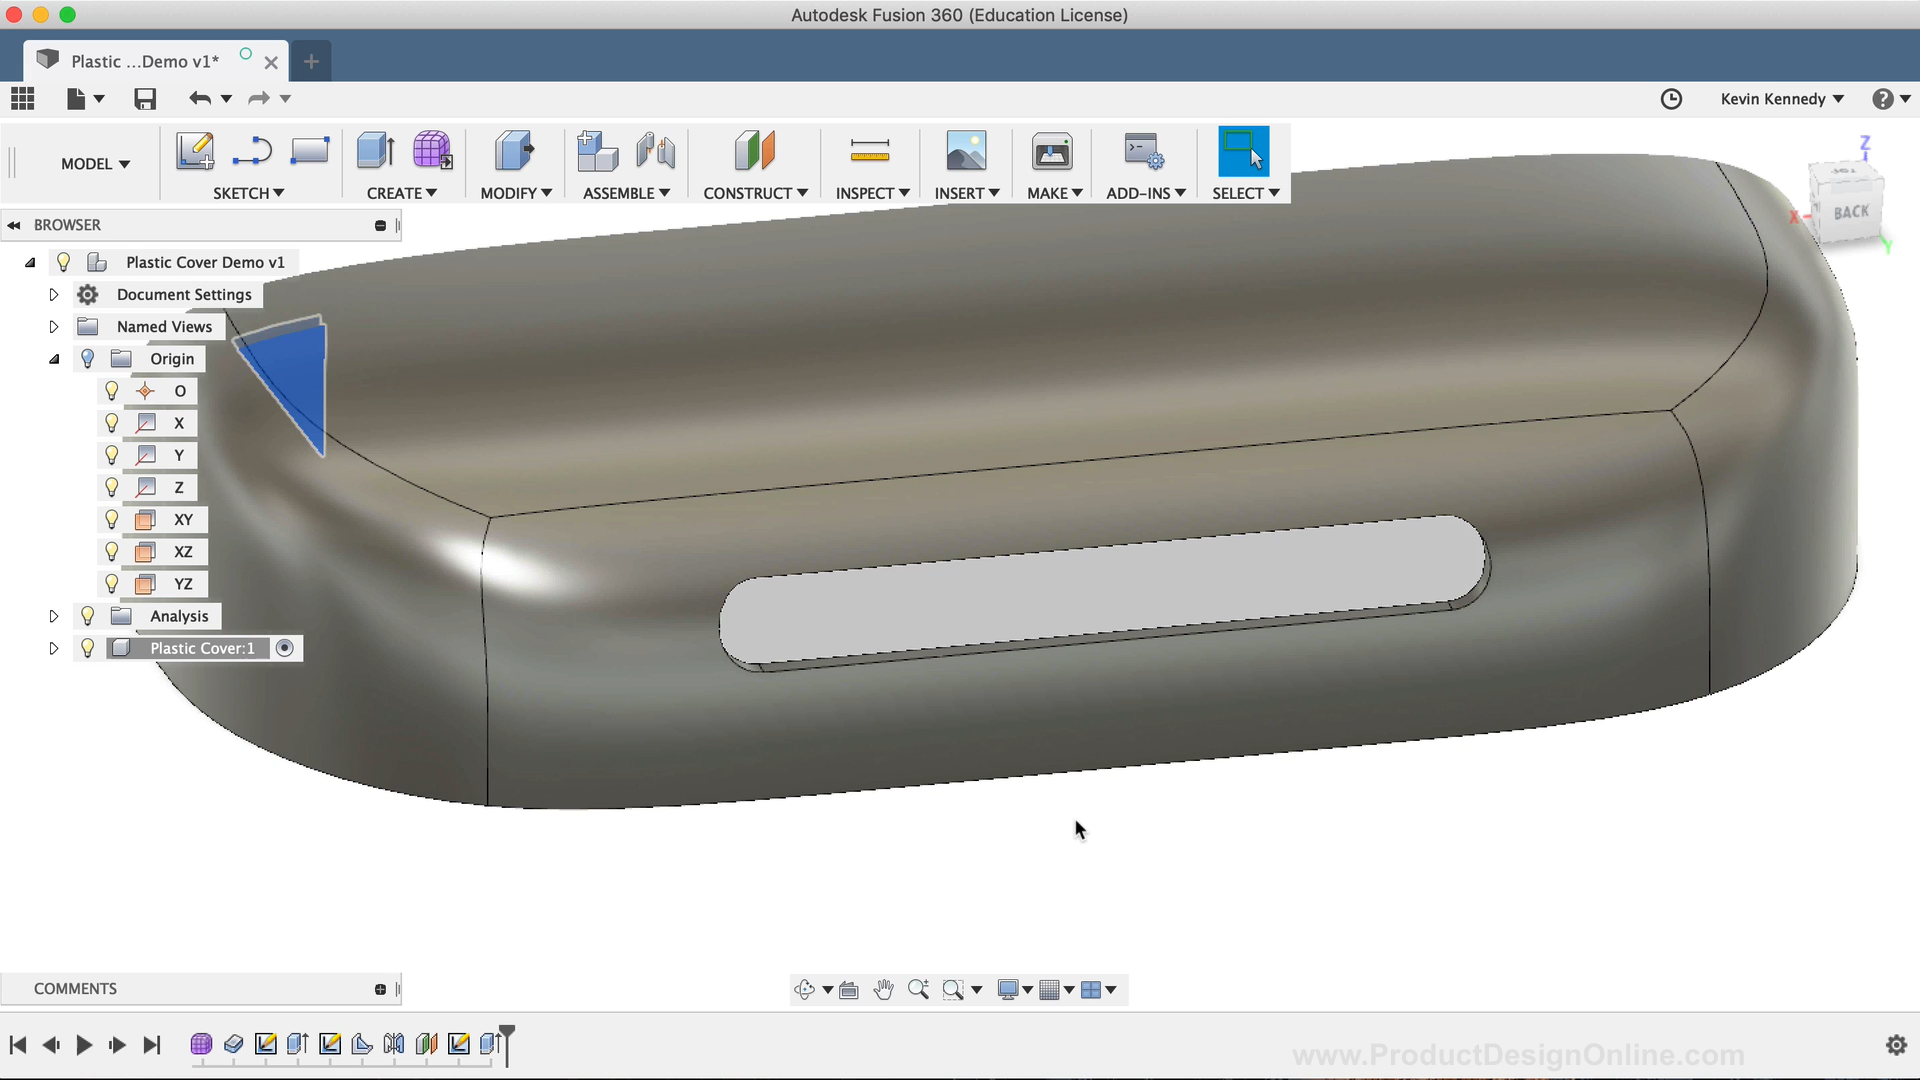 Autodesk Fusion 360 (Education License)
Plastic ...Demo v1*
Kevin Kennedy
MODEL
SKETCH
CREATE
MODIFY
ASSEMBLE
CONSTRUCT
INSPECT
INSERT
MAKE
ADD-INS
SELECT
Z
TOP
BACK
X
Y
BROWSER
Plastic Cover Demo v1
Document Settings
Named Views
Origin
O
X
Y
Z
XY
XZ
YZ
Analysis
Plastic Cover:1
COMMENTS
www.ProductDesignOnline.com